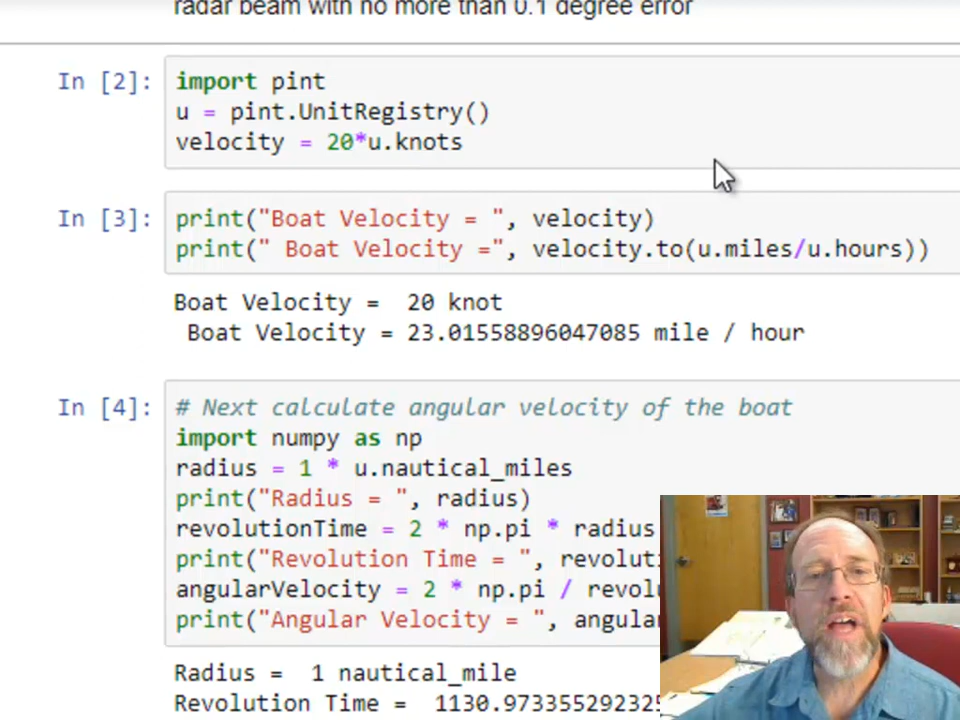 radar beam with no more than 0.1 degree error
In [2]:
import pint
u = pint.UnitRegistry()
velocity = 20*u.knots
In [3]:
print("Boat Velocity = ", velocity)
print(" Boat Velocity =", velocity.to(u.miles/u.hours))
Boat Velocity =  20 knot
 Boat Velocity = 23.01558896047085 mile / hour
In [4]:
# Next calculate angular velocity of the boat
import numpy as np
radius = 1 * u.nautical_miles
print("Radius = ", radius)
revolutionTime = 2 * np.pi * radius
print("Revolution Time = ", revoluti
angularVelocity = 2 * np.pi / revol
print("Angular Velocity = ", angula
Radius =  1 nautical_mile
Revolution Time =  1130.973355292325